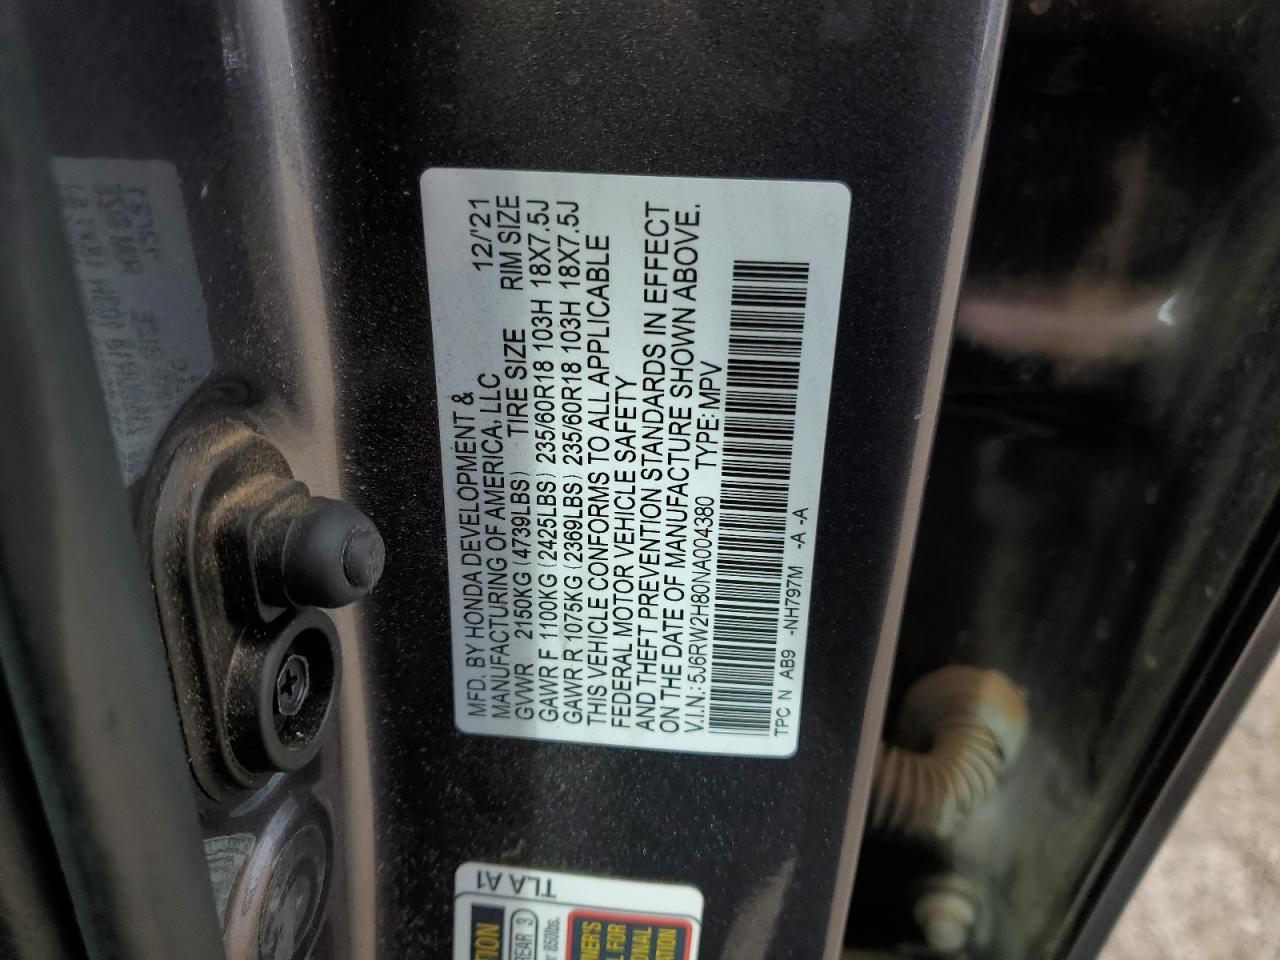 MFD. BY HONDA DEVELOPMENT &
MANUFACTURING OF AMERICA, LLC 12/'21
GVWR 2150KG (4739LBS) TIRE SIZE RIM SIZE
GAWR F 1100KG (2425LBS) 235/60R18 103H 18X7.5J
GAWR R 1075KG (2369LBS) 235/60R18 103H 18X7.5J
THIS VEHICLE CONFORMS TO ALL APPLICABLE
FEDERAL MOTOR VEHICLE SAFETY
AND THEFT PREVENTION STANDARDS IN EFFECT
ON THE DATE OF MANUFACTURE SHOWN ABOVE.
V.I.N.: 5J6RW2H80NA004380 TYPE: MPV
TPC N AB9 -NH797M -A -A
TLA A1
REAR 3
850lbs.